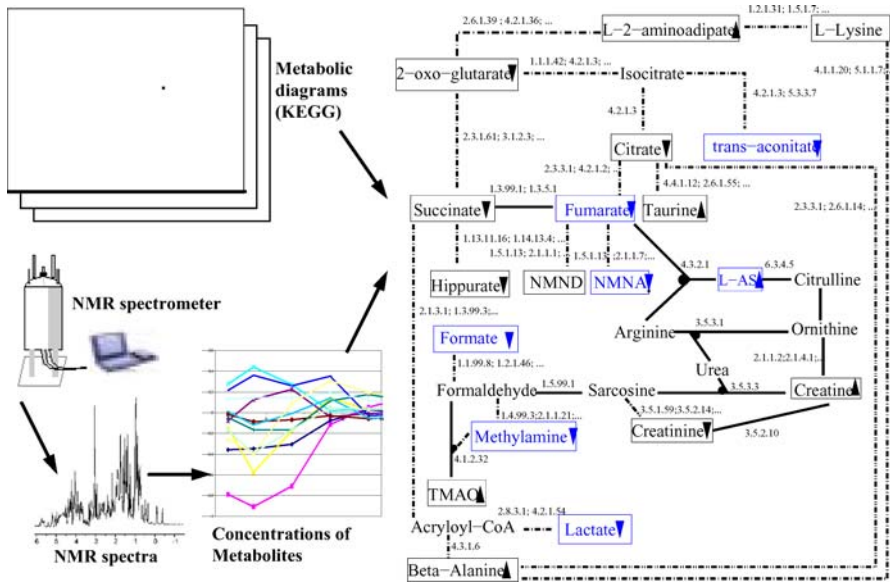 Metabolic
diagrams
(KEGG)
NMR spectrometer
NMR spectra
Concentrations of
Metabolites
2.6.1.39 ; 4.2.1.36; ...
1.2.1.31; 1.5.1.7; ...
L-2-aminoadipate
L-Lysine
4.1.1.20; 5.1.1.7;
2-oxo-glutarate
1.1.1.42; 4.2.1.3; ...
Isocitrate
4.2.1.3
4.2.1.3; 5.3.3.7
2.3.1.61; 3.1.2.3; ...
Citrate
trans-aconitate
2.3.3.1; 4.2.1.2; ...
4.4.1.12; 2.6.1.55; ...
1.3.99.1; 1.3.5.1
2.3.3.1; 2.6.1.14; ...
Succinate
Fumarate
Taurine
1.13.11.16; 1.14.13.4; ...
1.5.1.13; 2.1.1.1; ...
1.5.1.13; ;2.1.1.7;...
4.3.2.1
6.3.4.5
Hippurate
NMND
NMNA
L-AS
Citrulline
2.1.3.1; 1.3.99.3;...
Formate
Arginine
3.5.3.1
Ornithine
1.1.99.8; 1.2.1.46; ...
Urea
2.1.1.2;2.1.4.1;..
Formaldehyde
1.5.99.1
Sarcosine
3.5.3.3
Creatine
1.4.99.3;2.1.1.21;...
3.5.1.59;3.5.2.14;...
Methylamine
Creatinine
3.5.2.10
4.1.2.32
TMAO
2.8.3.1; 4.2.1.54
Acryloyl-CoA
Lactate
4.3.1.6
Beta-Alanine